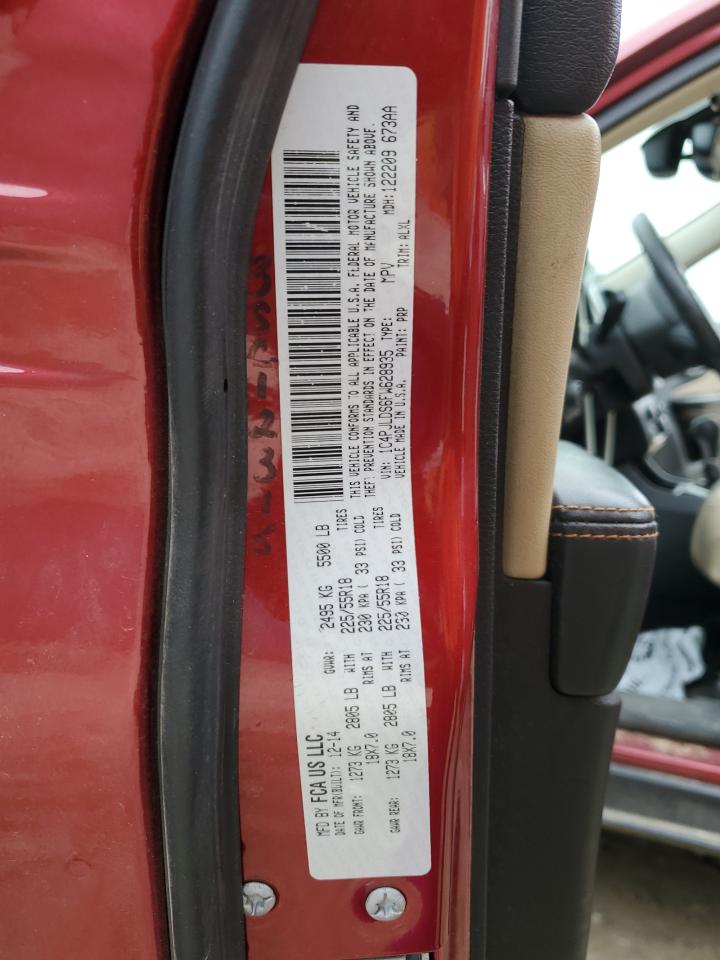 MFD BY FCA US LLC
DATE OF MFR(BUILT): 12-14 GVWR: 2495 KG 5500 LB
GAWR FRONT: 1273 KG 2805 LB WITH 225/55R18 TIRES
18X7.0 RIMS AT 230 KPA ( 33 PSI) COLD
GAWR REAR: 1273 KG 2805 LB WITH 225/55R18 TIRES
18X7.0 RIMS AT 230 KPA ( 33 PSI) COLD
THIS VEHICLE CONFORMS TO ALL APPLICABLE U.S.A. FEDERAL MOTOR VEHICLE SAFETY AND
THEFT PREVENTION STANDARDS IN EFFECT ON THE DATE OF MANUFACTURE SHOWN ABOVE.
VIN: 1C4PJLDS6FW628935 TYPE: MPV MDH: 122209 673AA
VEHICLE MADE IN U.S.A. PAINT: PRP TRIM: ALXL